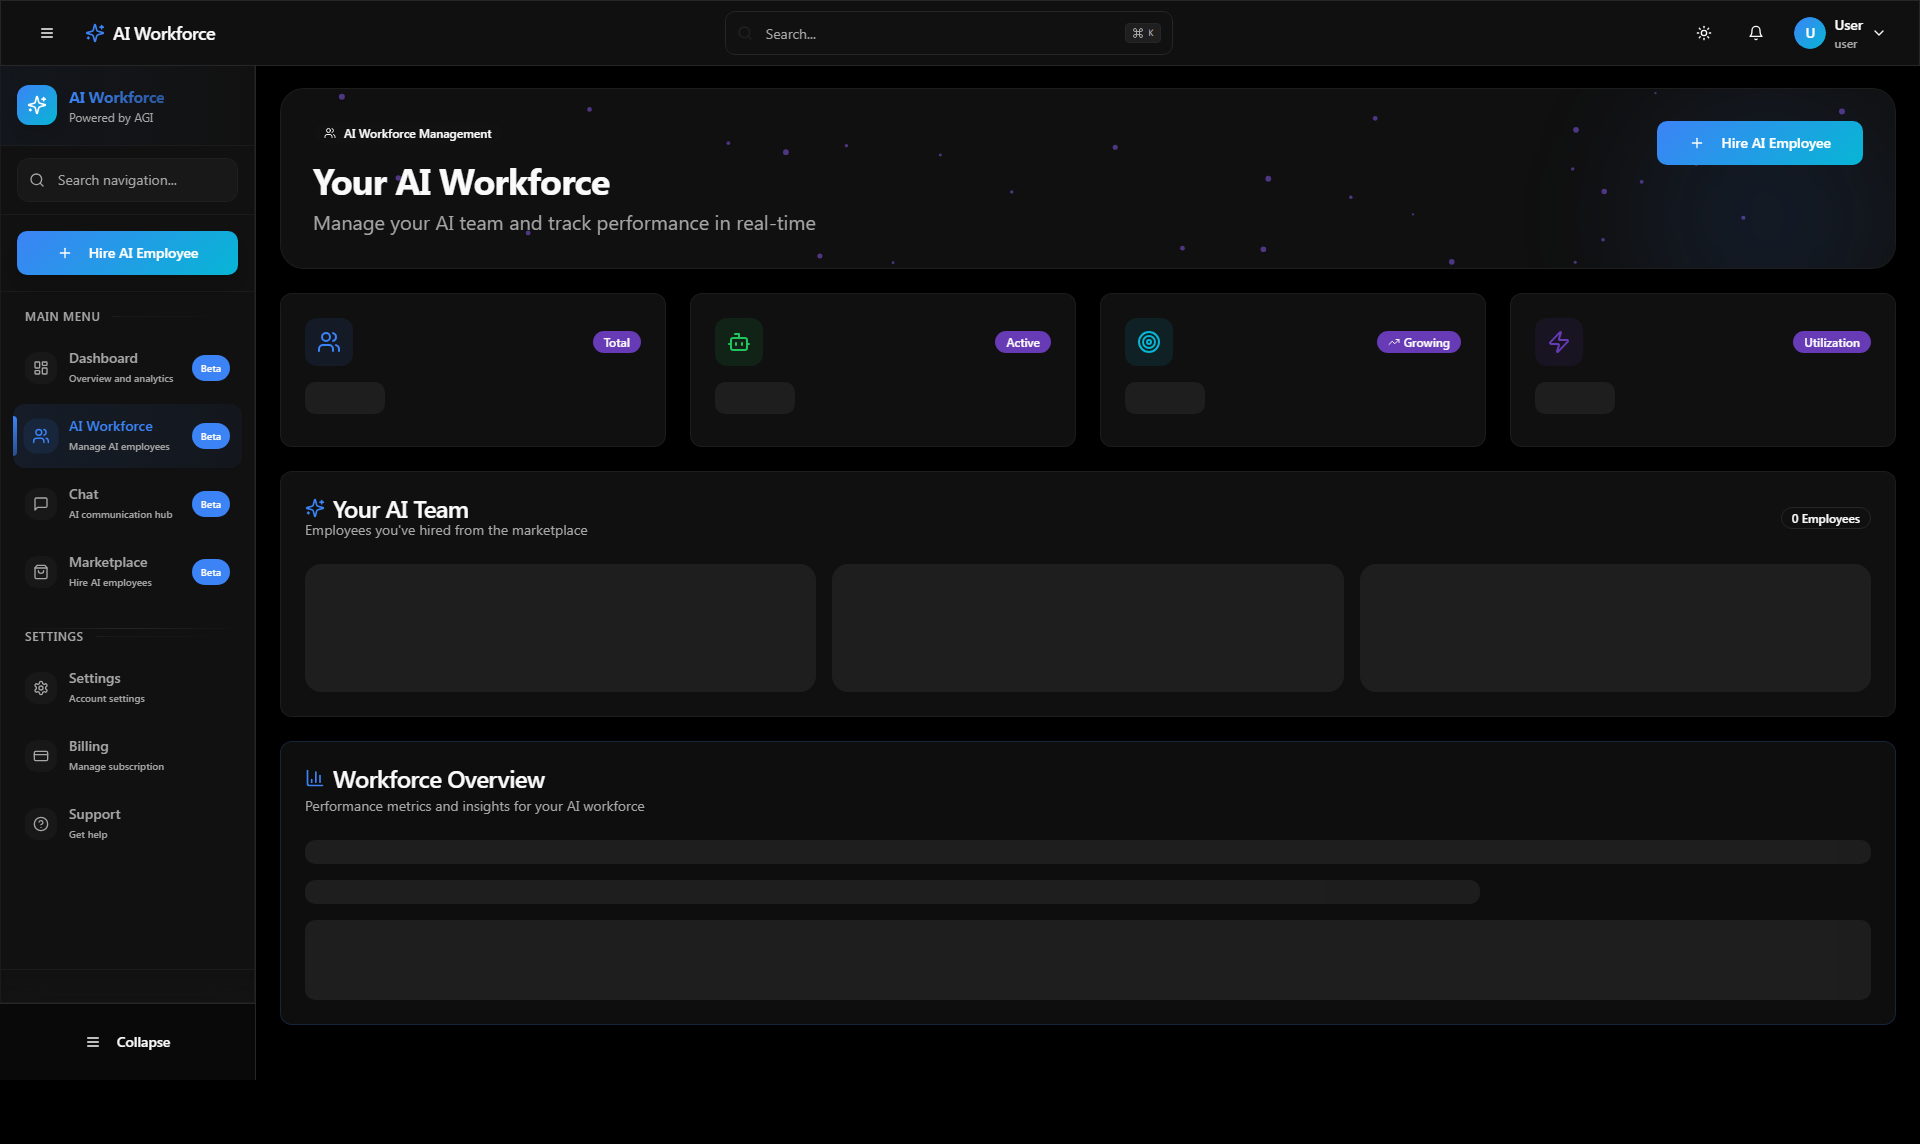 AI Workforce
Search...
⌘ K
U
User
user
AI Workforce
Powered by AGI
Search navigation...
Hire AI Employee
MAIN MENU
Dashboard
Overview and analytics
Beta
AI Workforce
Manage AI employees
Beta
Chat
AI communication hub
Beta
Marketplace
Hire AI employees
Beta
SETTINGS
Settings
Account settings
Billing
Manage subscription
Support
Get help
Collapse
AI Workforce Management
Your AI Workforce
Manage your AI team and track performance in real-time
Hire AI Employee
Total
Active
Growing
Utilization
Your AI Team
Employees you've hired from the marketplace
0 Employees
Workforce Overview
Performance metrics and insights for your AI workforce